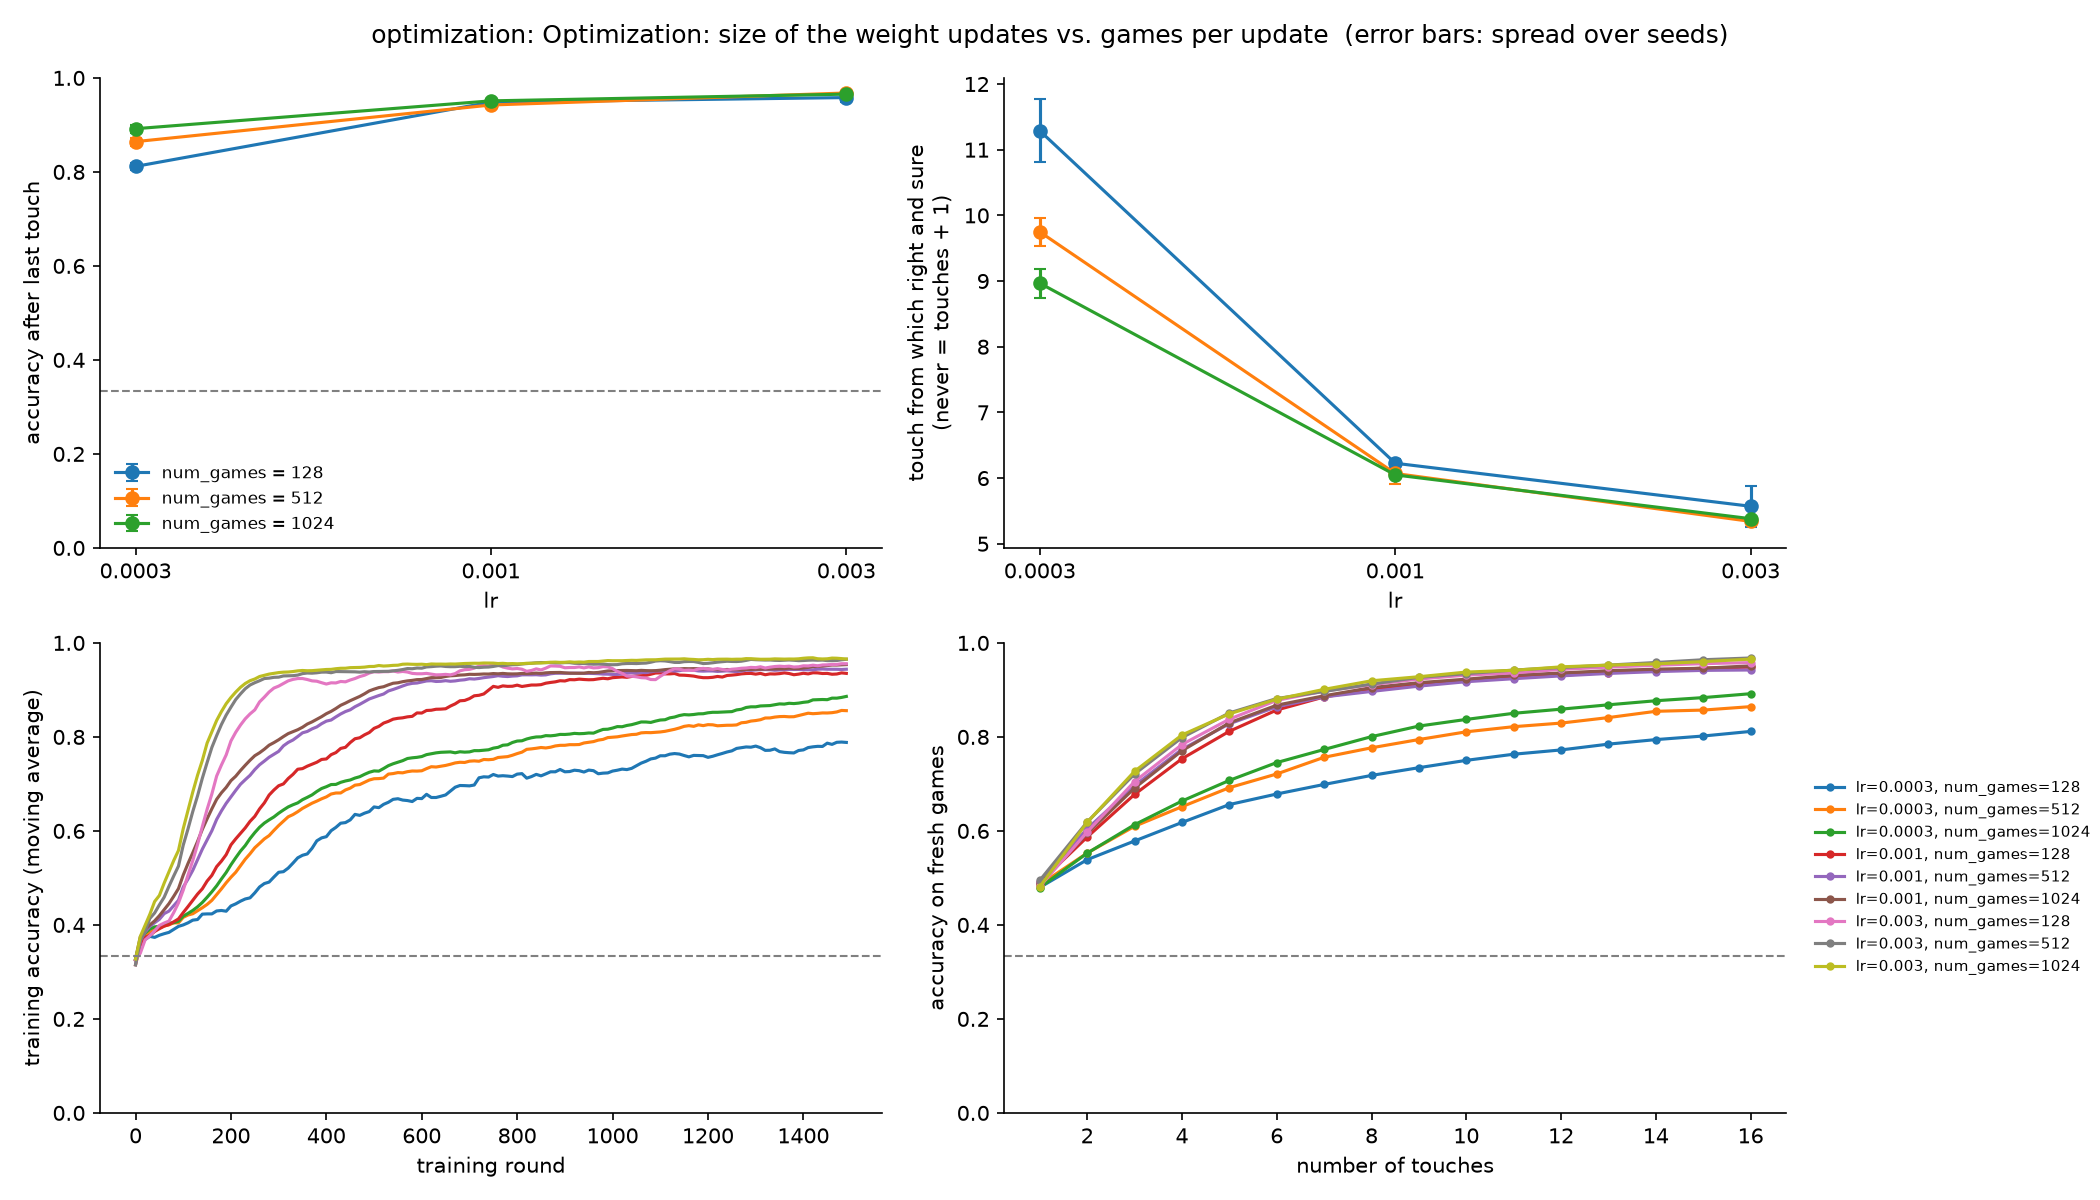 optimization: Optimization: size of the weight updates vs. games per update  (error bars: spread over seeds)
accuracy after last touch
1.0
0.8
0.6
0.4
0.2
0.0
num_games = 128
num_games = 512
num_games = 1024
0.0003
0.001
0.003
lr
touch from which right and sure
(never = touches + 1)
12
11
10
9
8
7
6
5
0.0003
0.001
0.003
lr
training accuracy (moving average)
1.0
0.8
0.6
0.4
0.2
0.0
0
200
400
600
800
1000
1200
1400
training round
accuracy on fresh games
1.0
0.8
0.6
0.4
0.2
0.0
2
4
6
8
10
12
14
16
number of touches
lr=0.0003, num_games=128
lr=0.0003, num_games=512
lr=0.0003, num_games=1024
lr=0.001, num_games=128
lr=0.001, num_games=512
lr=0.001, num_games=1024
lr=0.003, num_games=128
lr=0.003, num_games=512
lr=0.003, num_games=1024